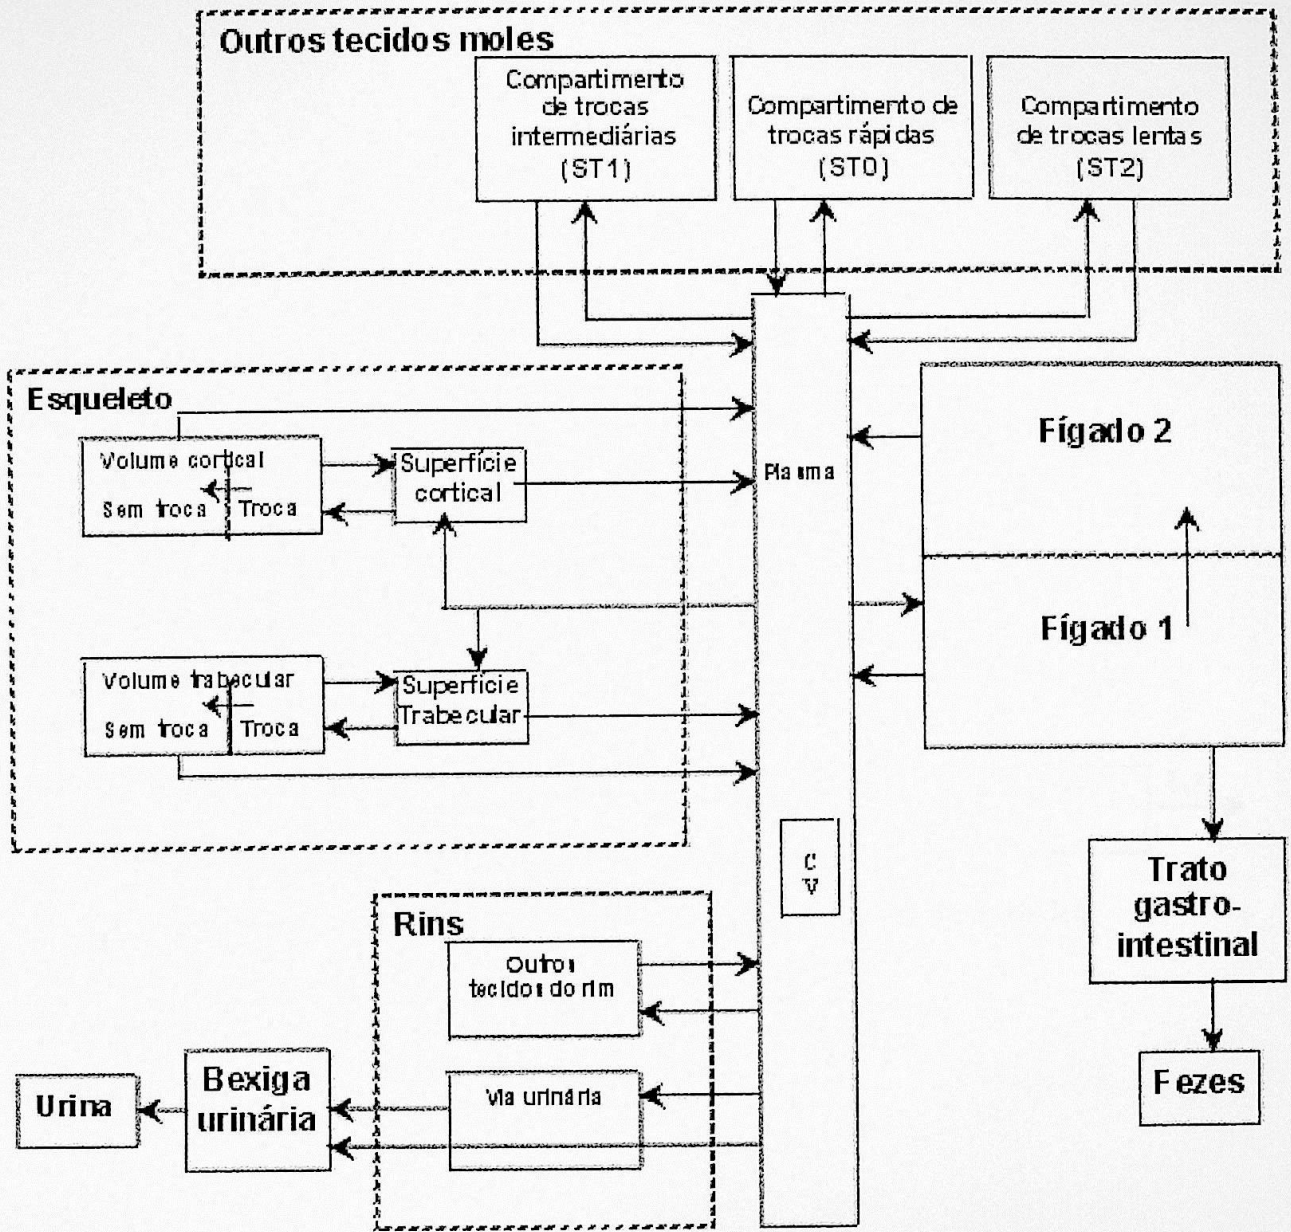 Outros tecidos moles
Compartimento
de trocas
intermediárias
(ST1)
Compartimento de
trocas rápidas
(ST0)
Compartimento
de trocas lentas
(ST2)
Esqueleto
Volume cortical
Sem troca Troca
Superfície
cortical
Volume trabecular
Sem troca Troca
Superfície
Trabecular
Plasma
Fígado 2
Fígado 1
C
V
Trato
gastro-
intestinal
Fezes
Rins
Outros
tecidos do rim
Via urinária
Bexiga
urinária
Urina